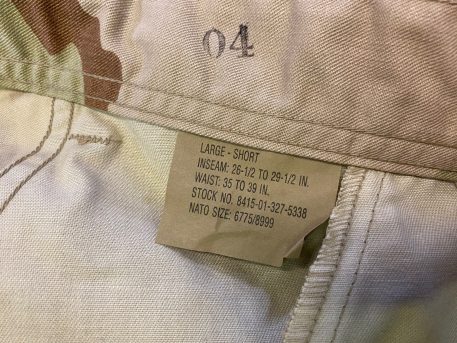 04
LARGE - SHORT
INSEAM: 26-1/2 TO 29-1/2 IN.
WAIST: 35 TO 39 IN.
STOCK NO. 8415-01-327-5338
NATO SIZE: 6775/8999